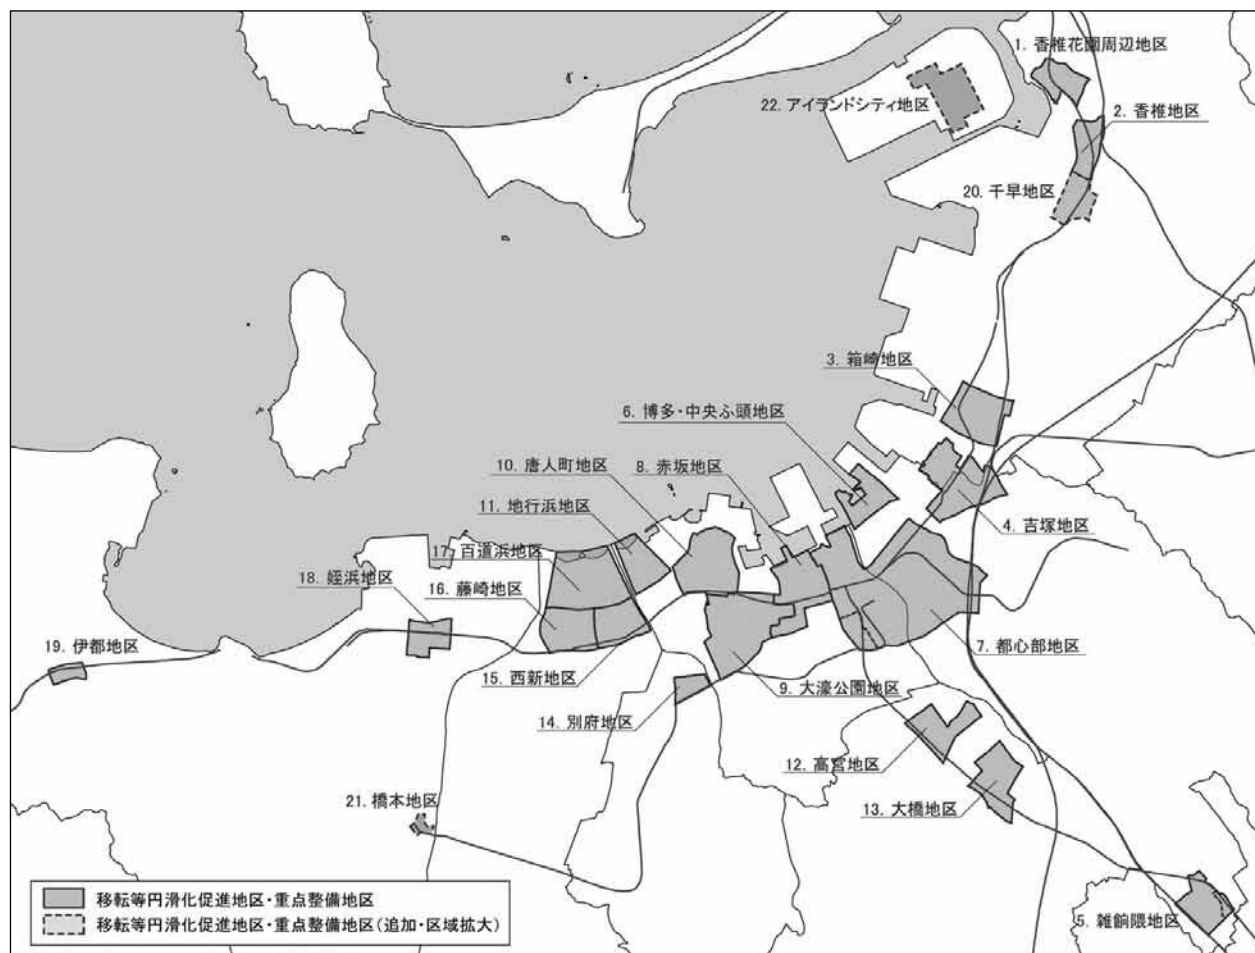 1. 香椎花園周辺地区
22. アイランドシティ地区
2. 香椎地区
20. 千早地区
3. 箱崎地区
6. 博多・中央ふ頭地区
10. 唐人町地区
8. 赤坂地区
11. 地行浜地区
4. 吉塚地区
17. 百道浜地区
18. 姪浜地区
16. 藤崎地区
19. 伊都地区
7. 都心部地区
15. 西新地区
9. 大濠公園地区
14. 別府地区
12. 高宮地区
21. 橋本地区
13. 大橋地区
5. 雑餉隈地区
移転等円滑化促進地区・重点整備地区
移転等円滑化促進地区・重点整備地区(追加・区域拡大)